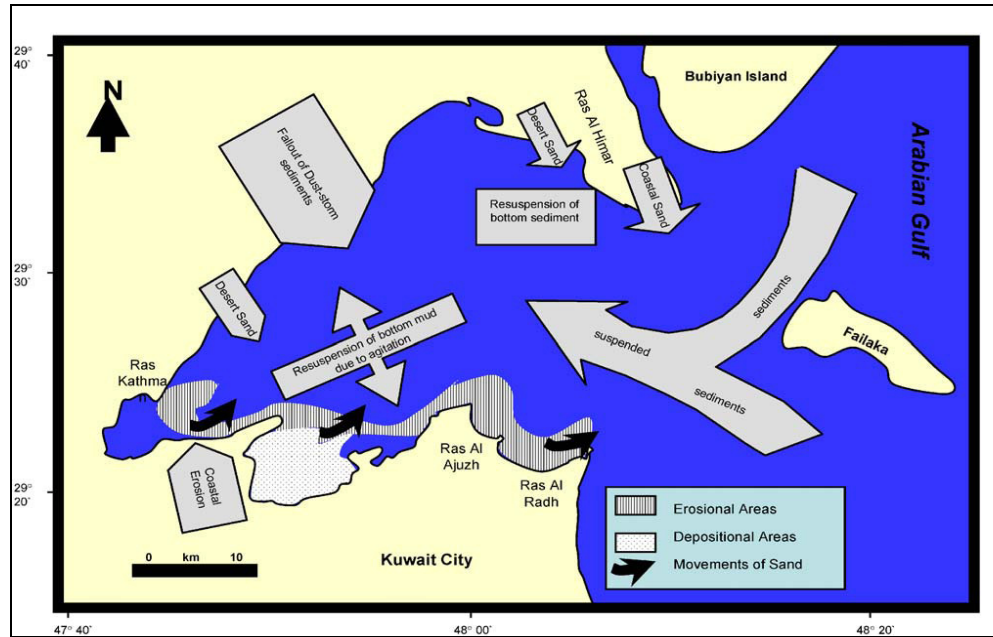 29°
40`
N
Bubiyan Island
Ras Al Himar
Desert Sand
Coastal Sand
Arabian Gulf
Fallout of Dust-storm
sediments
Resuspension of
bottom sediment
29°
30`
Desert Sand
sediments
suspended
sediments
Failaka
Resuspension of bottom mud
due to agitation
Ras
Kathma
n
Ras Al
Ajuzh
Ras Al
Radh
Coastal
Erosion
29°
20`
0 km 10
Kuwait City
Erosional Areas
Depositional Areas
Movements of Sand
47° 40`
48° 00`
48° 20`